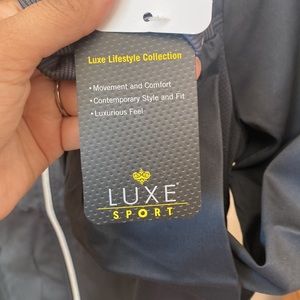 Luxe Lifestyle Collection
• Movement and Comfort
• Contemporary Style and Fit
• Luxurious Feel
LUXE
SPORT